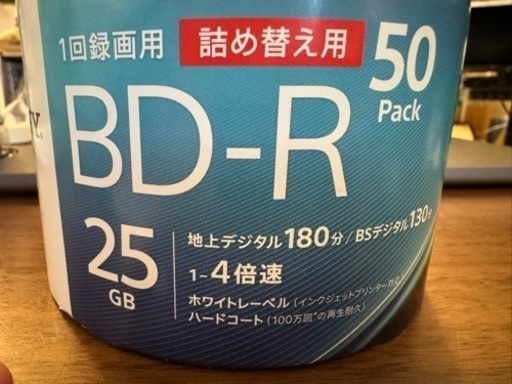 1回録画用
詰め替え用
50
Pack
BD-R
25
GB
地上デジタル180分/BSデジタル130分
1-4倍速
ホワイトレーベル(インクジェットプリンター対応)
ハードコート(100万回*の再生耐久)